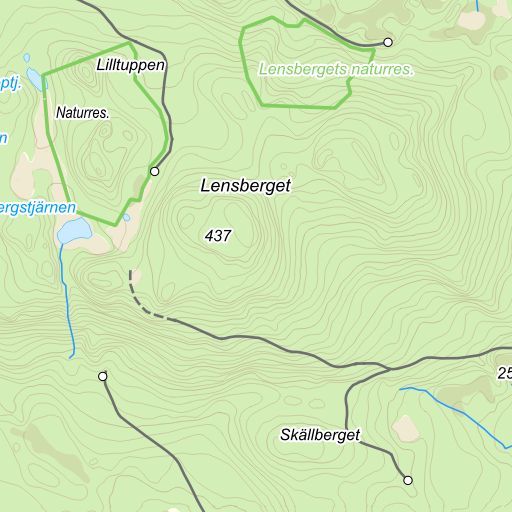 Lilltuppen
Lensbergets naturres.
ptj.
Naturres.
n
Lensberget
ergstjärnen
437
25
Skällberget